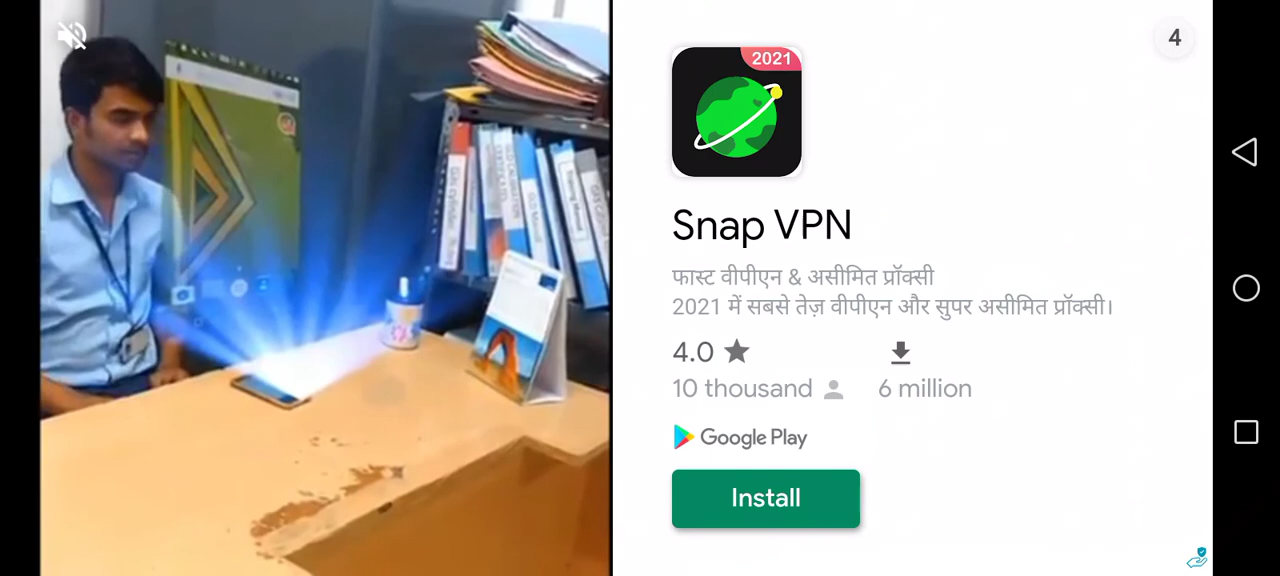 4
2021
Snap VPN
फास्ट वीपीएन & असीमित प्रॉक्सी
2021 में सबसे तेज़ वीपीएन और सुपर असीमित प्रॉक्सी।
4.0
10 thousand
6 million
Google Play
Install